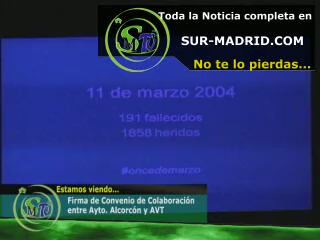 Toda la Noticia completa en
SUR-MADRID.COM
No te lo pierdas...
11 de marzo 2004
191 fallecidos
1858 heridos
#oncedemarzo
Estamos viendo...
Firma de Convenio de Colaboración
entre Ayto. Alcorcón y AVT